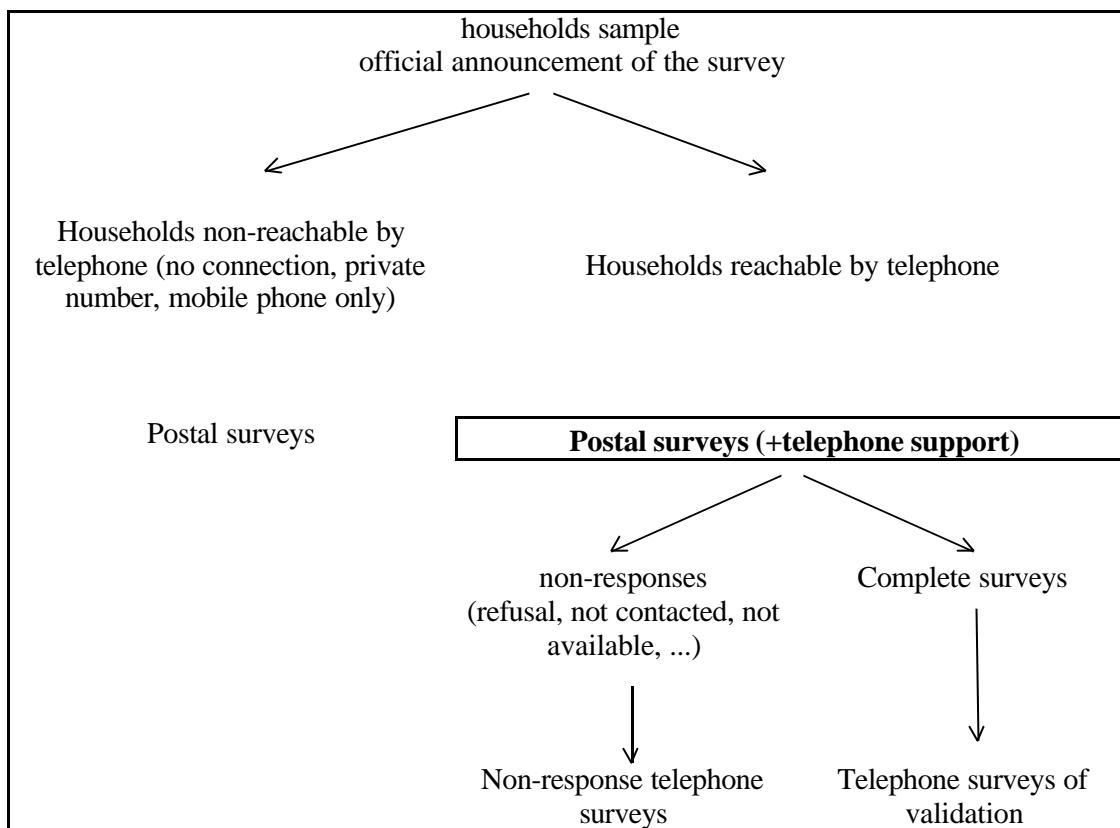 households sample
official announcement of the survey
Households non-reachable by
telephone (no connection, private
number, mobile phone only)
Households reachable by telephone
Postal surveys
Postal surveys (+telephone support)
non-responses
(refusal, not contacted, not
available, ...)
Complete surveys
Non-response telephone
surveys
Telephone surveys of
validation